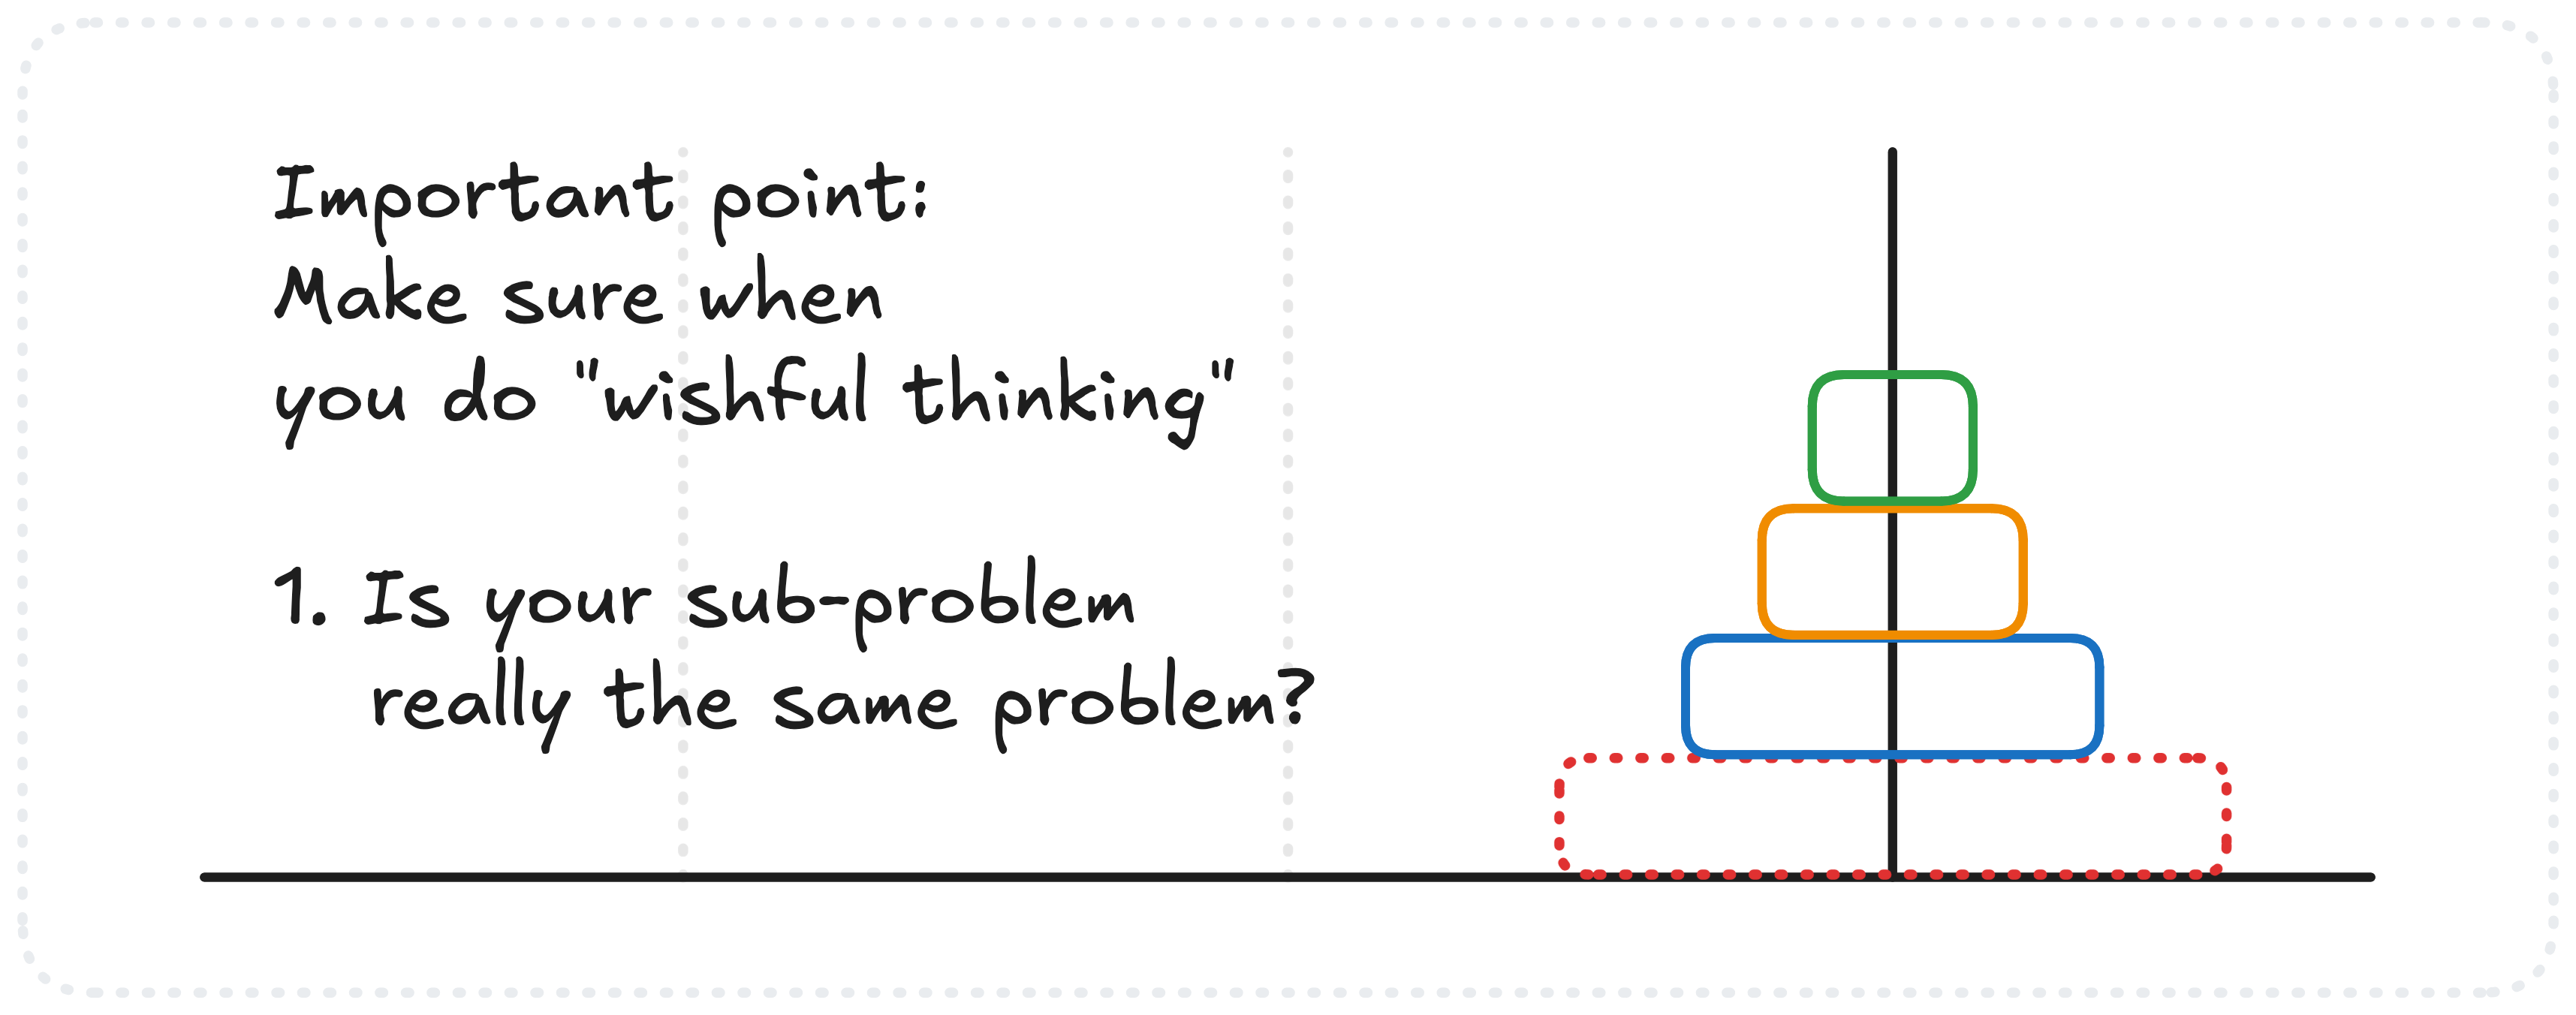 Important point:
Make sure when
you do "wishful thinking"
1. Is your sub-problem
really the same problem?